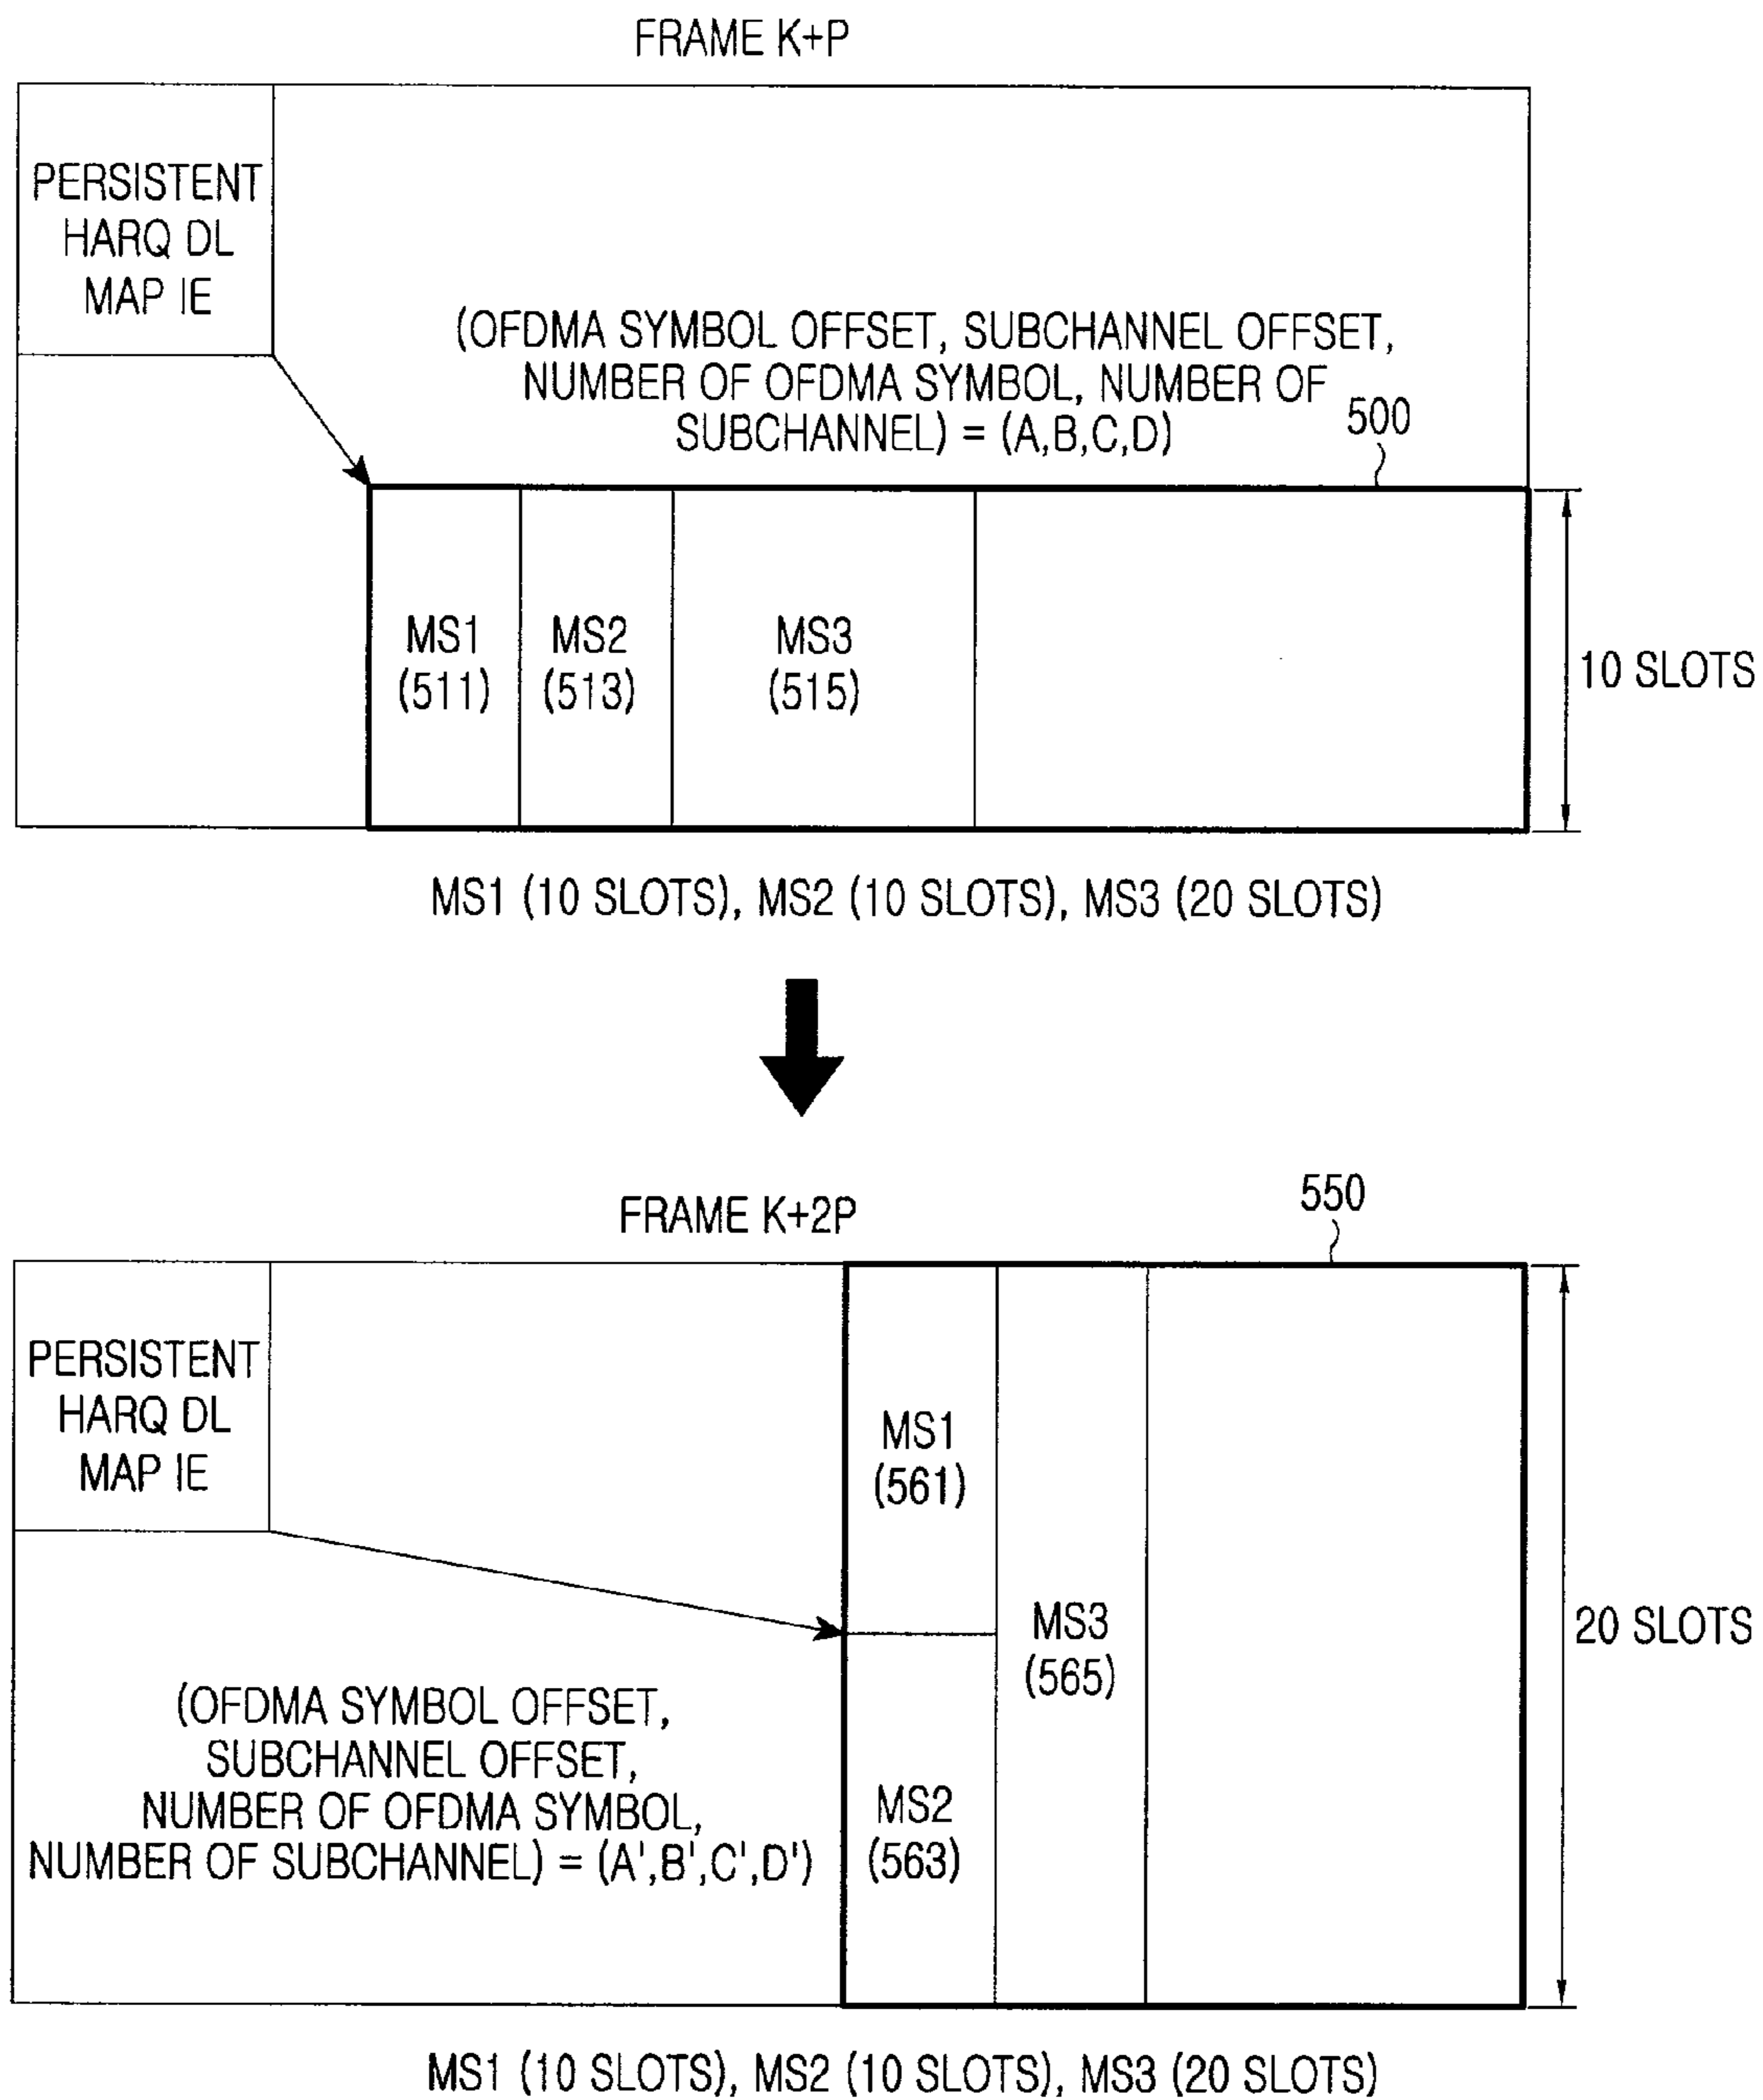 FRAME K+P
PERSISTENT
HARQ DL
MAP IE
(OFDMA SYMBOL OFFSET, SUBCHANNEL OFFSET,
NUMBER OF OFDMA SYMBOL, NUMBER OF
SUBCHANNEL) = (A,B,C,D)
500
MS1
(511)
MS2
(513)
MS3
(515)
10 SLOTS
MS1 (10 SLOTS), MS2 (10 SLOTS), MS3 (20 SLOTS)
FRAME K+2P
550
PERSISTENT
HARQ DL
MAP IE
MS1
(561)
MS3
(565)
20 SLOTS
(OFDMA SYMBOL OFFSET,
SUBCHANNEL OFFSET,
NUMBER OF OFDMA SYMBOL,
NUMBER OF SUBCHANNEL) = (A',B',C',D')
MS2
(563)
MS1 (10 SLOTS), MS2 (10 SLOTS), MS3 (20 SLOTS)